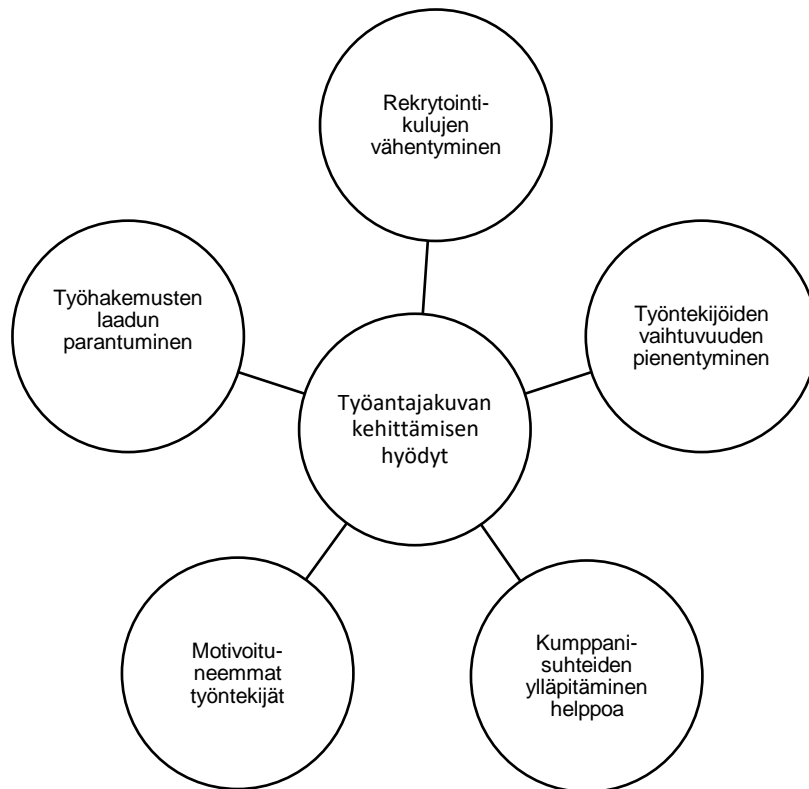 Rekrytointi-
kulujen
vähentyminen
Työhakemusten
laadun
parantuminen
Työntekijöiden
vaihtuvuuden
pienentyminen
Työantajakuvan
kehittämisen
hyödyt
Motivoitu-
neemmat
työntekijät
Kumppani-
suhteiden
ylläpitäminen
helppoa